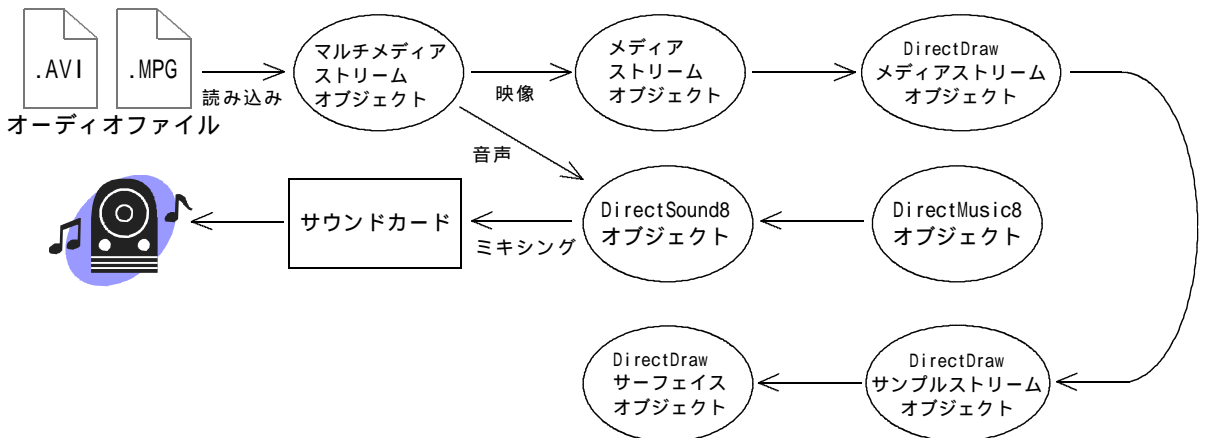 .AVI
.MPG
オーディオファイル
読み込み
マルチメディア
ストリーム
オブジェクト
映像
音声
メディア
ストリーム
オブジェクト
DirectDraw
メディアストリーム
オブジェクト
サウンドカード
ミキシング
DirectSound8
オブジェクト
DirectMusic8
オブジェクト
DirectDraw
サーフェイス
オブジェクト
DirectDraw
サンプルストリーム
オブジェクト